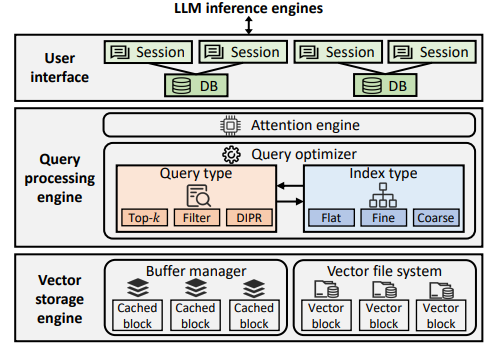 LLM inference engines
User
interface
Session
Session
Session
Session
DB
DB
Query
processing
engine
Attention engine
Query optimizer
Query type
Top-k
Filter
DIPR
Index type
Flat
Fine
Coarse
Vector
storage
engine
Buffer manager
Cached
block
Cached
block
Cached
block
Vector file system
Vector
block
Vector
block
Vector
block